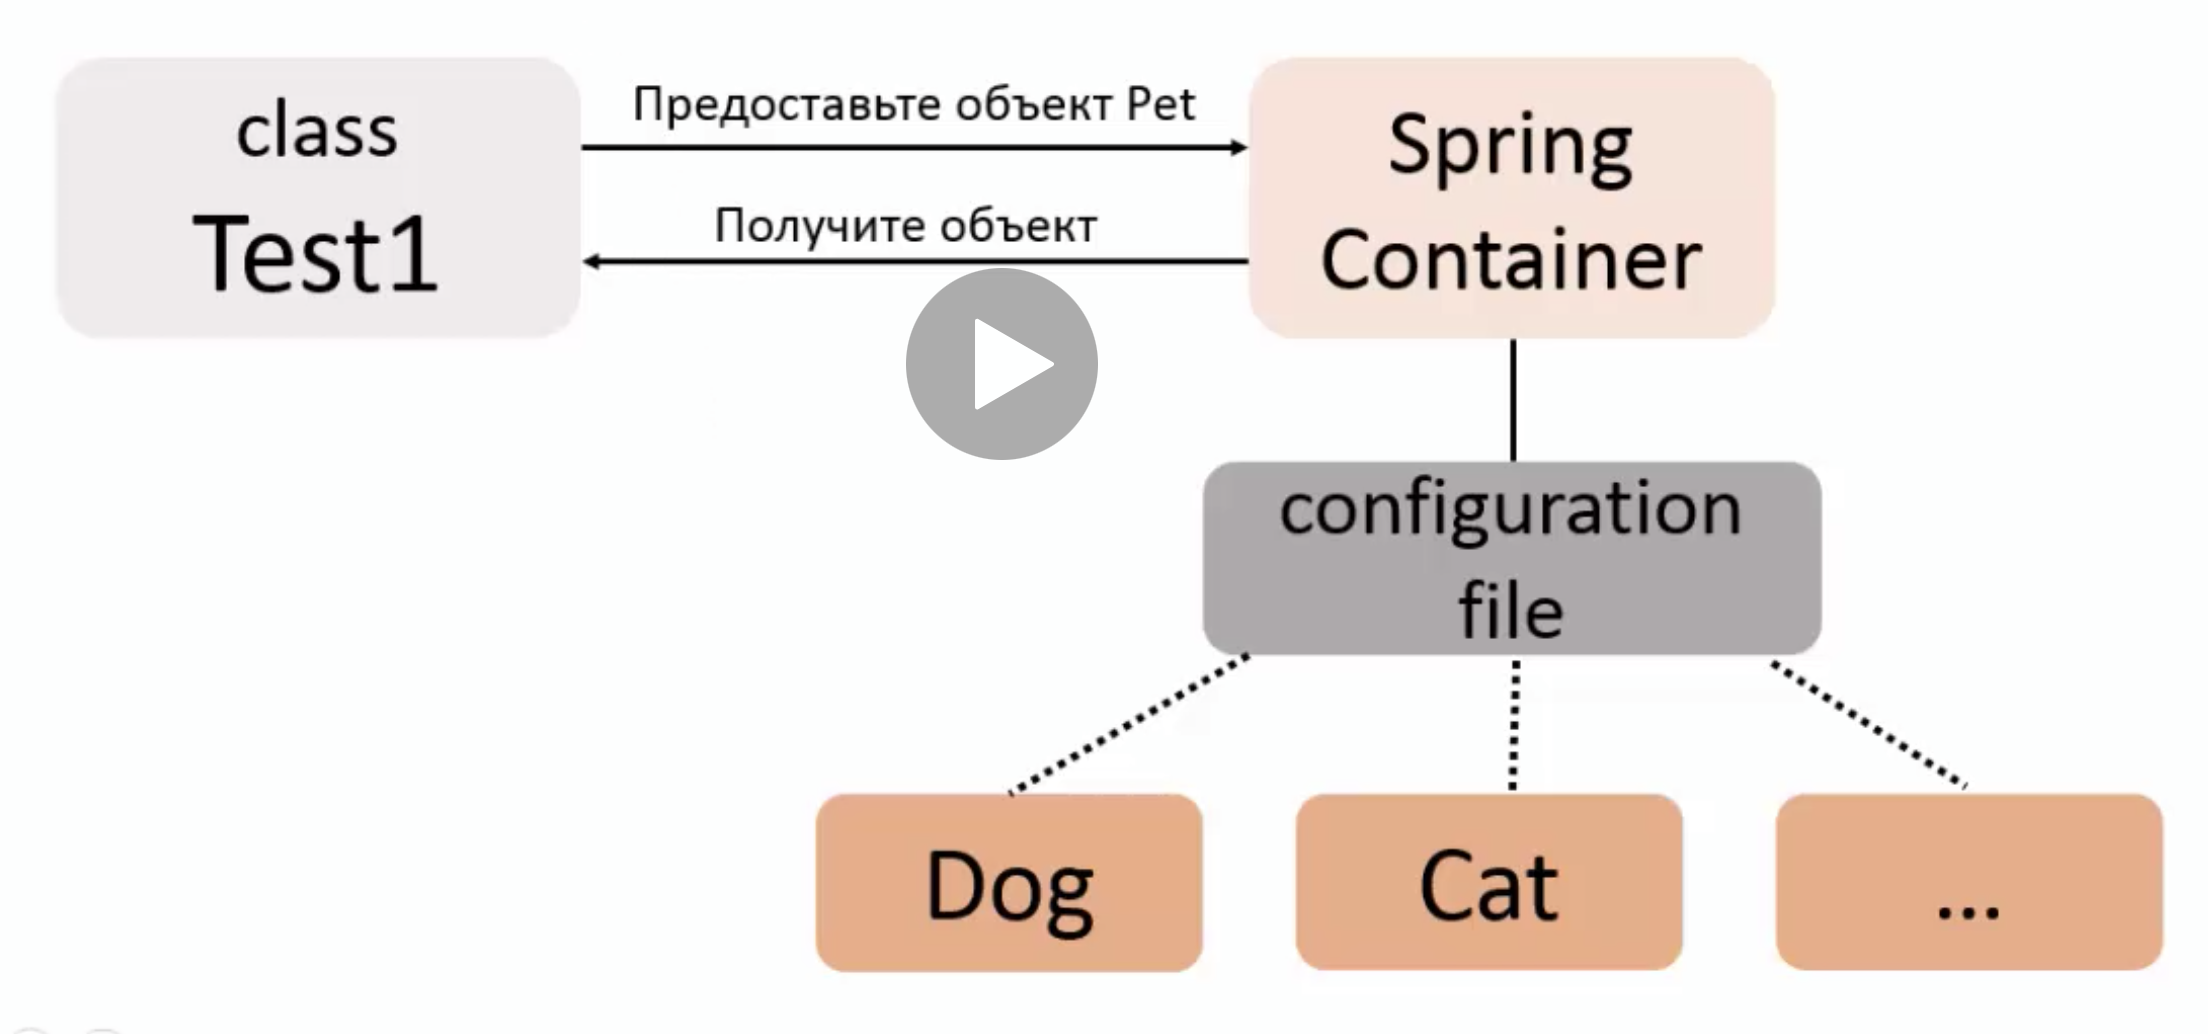 class
Test1
Предоставьте объект Pet
Получите объект
Spring
Container
configuration
file
Dog
Cat
...